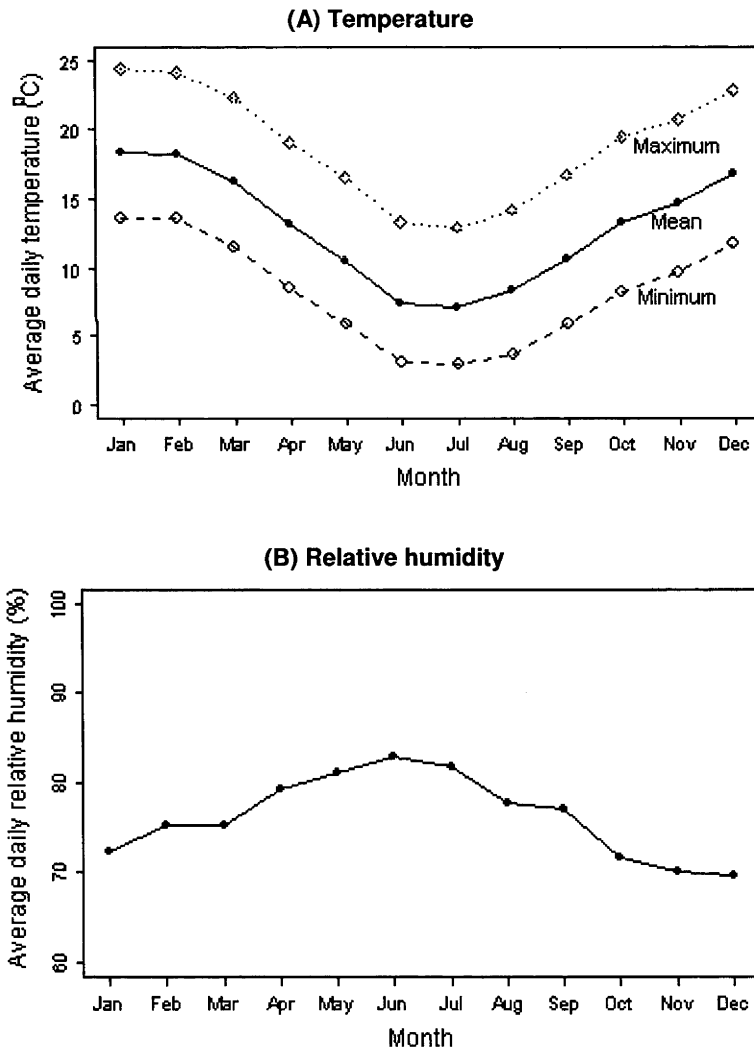 (A) Temperature
Average daily temperature (ºC)
25
20
15
10
5
0
Maximum
Mean
Minimum
Jan Feb Mar Apr May Jun Jul Aug Sep Oct Nov Dec
Month
(B) Relative humidity
Average daily relative humidity (%)
100
90
80
70
60
Jan Feb Mar Apr May Jun Jul Aug Sep Oct Nov Dec
Month